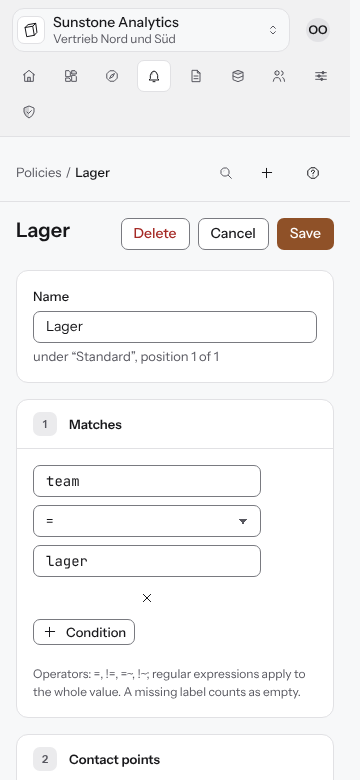 Sunstone Analytics
Vertrieb Nord und Süd
OO
Policies / Lager
Lager
Delete
Cancel
Save
Name
Lager
under “Standard”, position 1 of 1
1 Matches
team
=
lager
Condition
Operators: =, !=, =~, !~; regular expressions apply to
the whole value. A missing label counts as empty.
2 Contact points